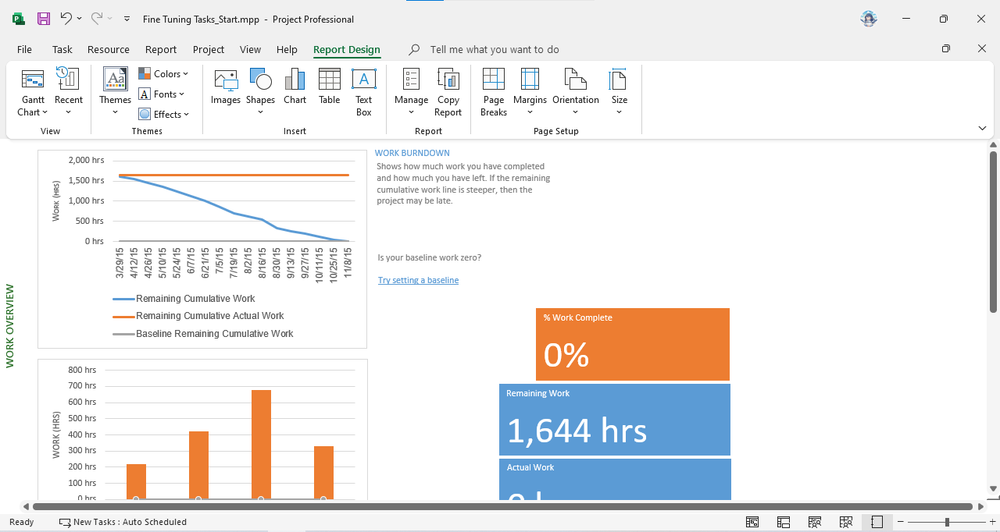 Fine Tuning Tasks_Start.mpp - Project Professional
File Task Resource Report Project View Help Report Design Tell me what you want to do
Gantt Chart
Recent
View
Themes
Colors
Fonts
Effects
Themes
Images
Shapes
Chart
Table
Text Box
Insert
Manage
Copy Report
Report
Page Breaks
Margins
Orientation
Size
Page Setup
WORK OVERVIEW
2,000 hrs
1,500 hrs
1,000 hrs
500 hrs
0 hrs
WORK (HRS)
3/29/15 4/12/15 4/26/15 5/10/15 5/24/15 6/7/15 6/21/15 7/5/15 7/19/15 8/2/15 8/16/15 8/30/15 9/13/15 9/27/15 10/11/15 10/25/15 11/8/15
Remaining Cumulative Work
Remaining Cumulative Actual Work
Baseline Remaining Cumulative Work
WORK BURNDOWN
Shows how much work you have completed
and how much you have left. If the remaining
cumulative work line is steeper, then the
project may be late.
Is your baseline work zero?
Try setting a baseline
% Work Complete
0%
Remaining Work
1,644 hrs
Actual Work
800 hrs
700 hrs
600 hrs
500 hrs
400 hrs
300 hrs
200 hrs
100 hrs
0 hrs
WORK (HRS)
Ready New Tasks : Auto Scheduled